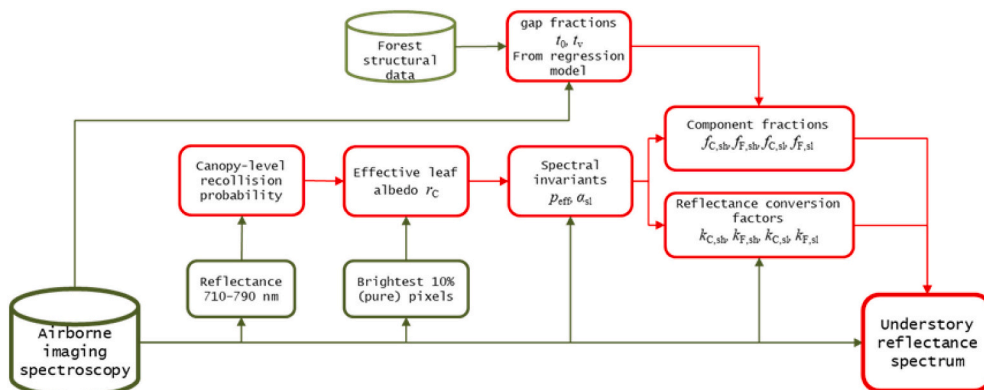 Forest
structural
data
gap fractions
t0, tv
From regression
model
Component fractions
fC,sh, fF,sh, fC,sl, fF,sl
Canopy-level
recollision
probability
Effective leaf
albedo rC
Spectral
invariants
peff, αsl
Reflectance conversion
factors
kC,sh, kF,sh, kC,sl, kF,sl
Reflectance
710–790 nm
Brightest 10%
(pure) pixels
Airborne
imaging
spectroscopy
Understory
reflectance
spectrum